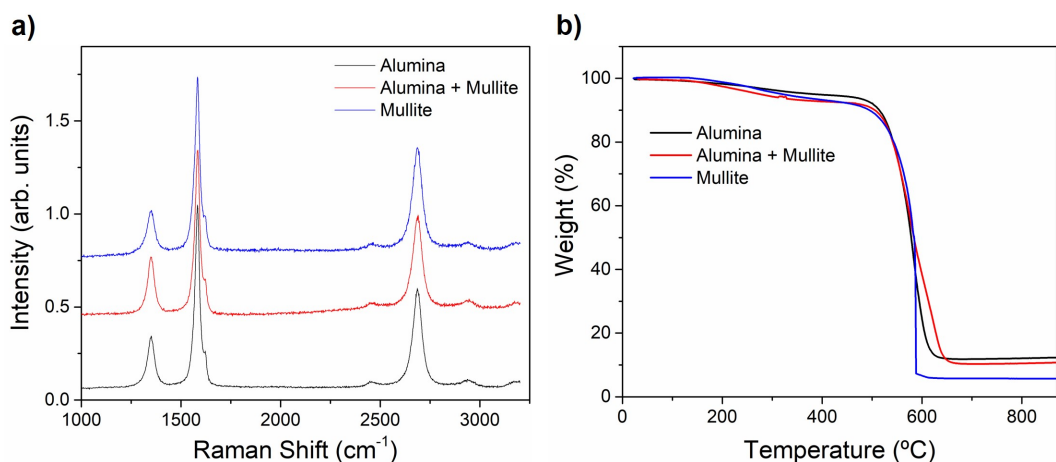 a)
Alumina
Alumina + Mullite
Mullite
1.5
1.0
0.5
0.0
1000
1500
2000
2500
3000
Intensity (arb. units)
Raman Shift (cm-1)
b)
100
80
60
40
20
0
0
200
400
600
800
Alumina
Alumina + Mullite
Mullite
Weight (%)
Temperature (ºC)